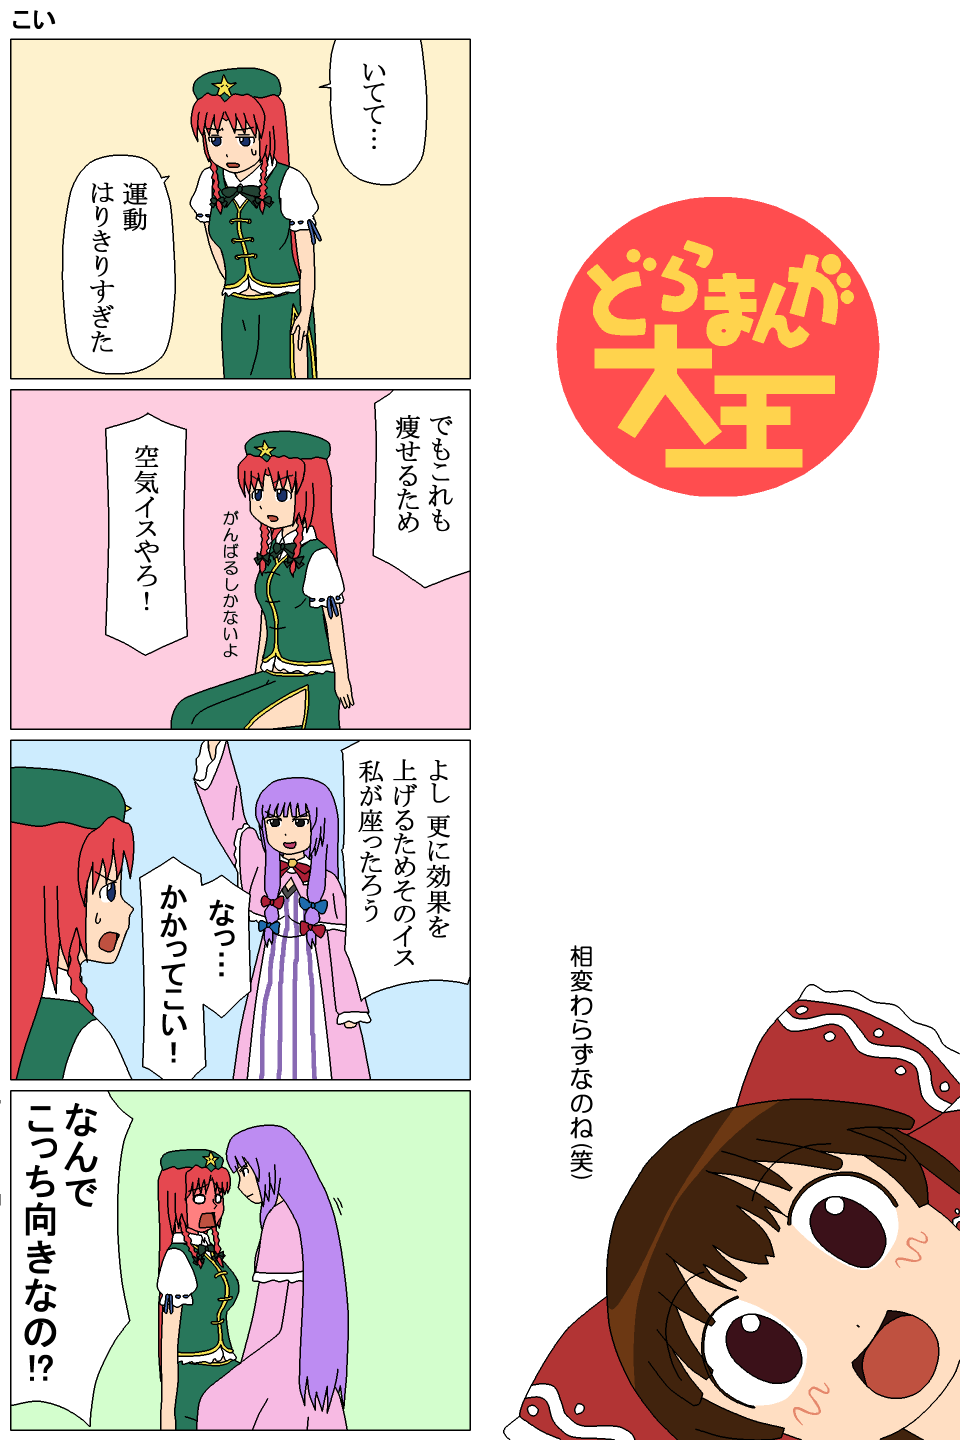 こい
いてて…
運動
はりきりすぎた
でもこれも
痩せるため
がんばるしかないよ
空気イスやろ！
よし 更に効果を
上げるためそのイス
私が座ったろう
なっ…
かかってこい！
なんで
こっち向きなの!?
どらまんが
大王
相変わらずなのね(笑)